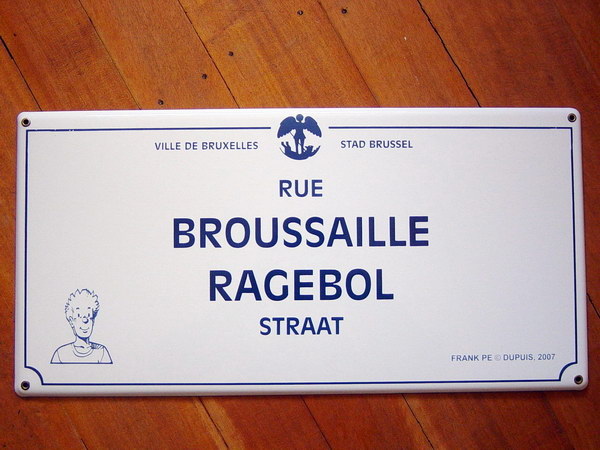 VILLE DE BRUXELLES STAD BRUSSEL
RUE
BROUSSAILLE
RAGEBOL
STRAAT
FRANK PE © DUPUIS, 2007